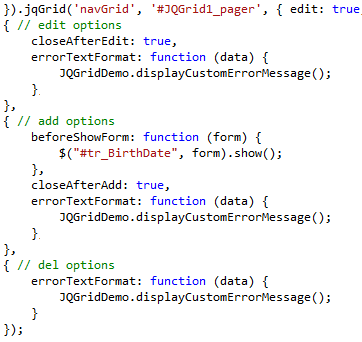 }).jqGrid('navGrid', '#JQGrid1_pager', { edit: true
{ // edit options
closeAfterEdit: true,
errorTextFormat: function (data) {
JQGridDemo.displayCustomErrorMessage();
}
},
{ // add options
beforeShowForm: function (form) {
$("#tr_BirthDate", form).show();
},
closeAfterAdd: true,
errorTextFormat: function (data) {
JQGridDemo.displayCustomErrorMessage();
}
},
{ // del options
errorTextFormat: function (data) {
JQGridDemo.displayCustomErrorMessage();
}
});